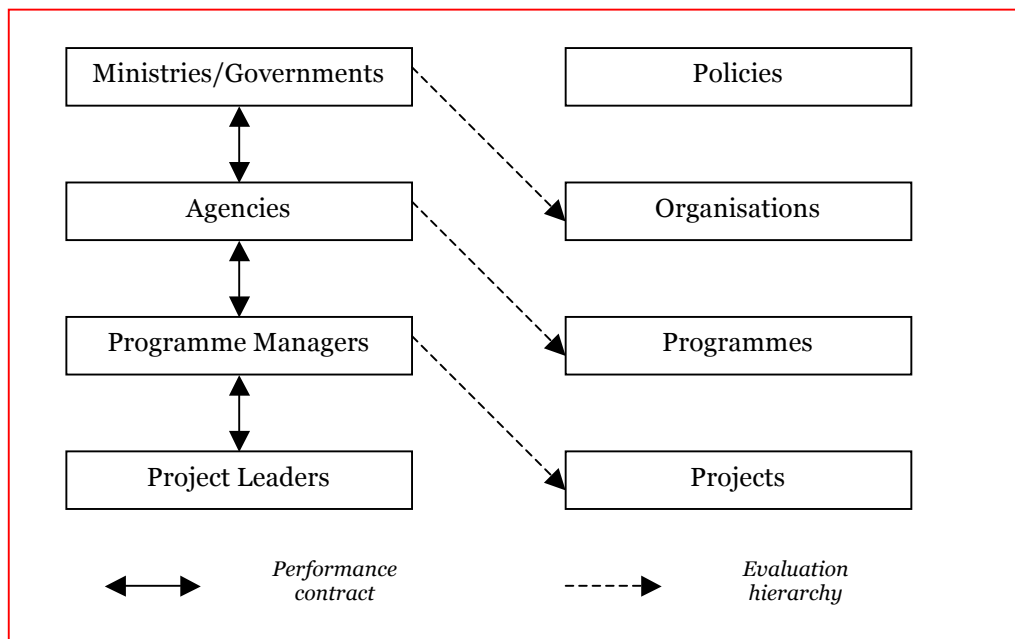 Ministries/Governments
Policies
Agencies
Organisations
Programme Managers
Programmes
Project Leaders
Projects
Performance
contract
Evaluation
hierarchy